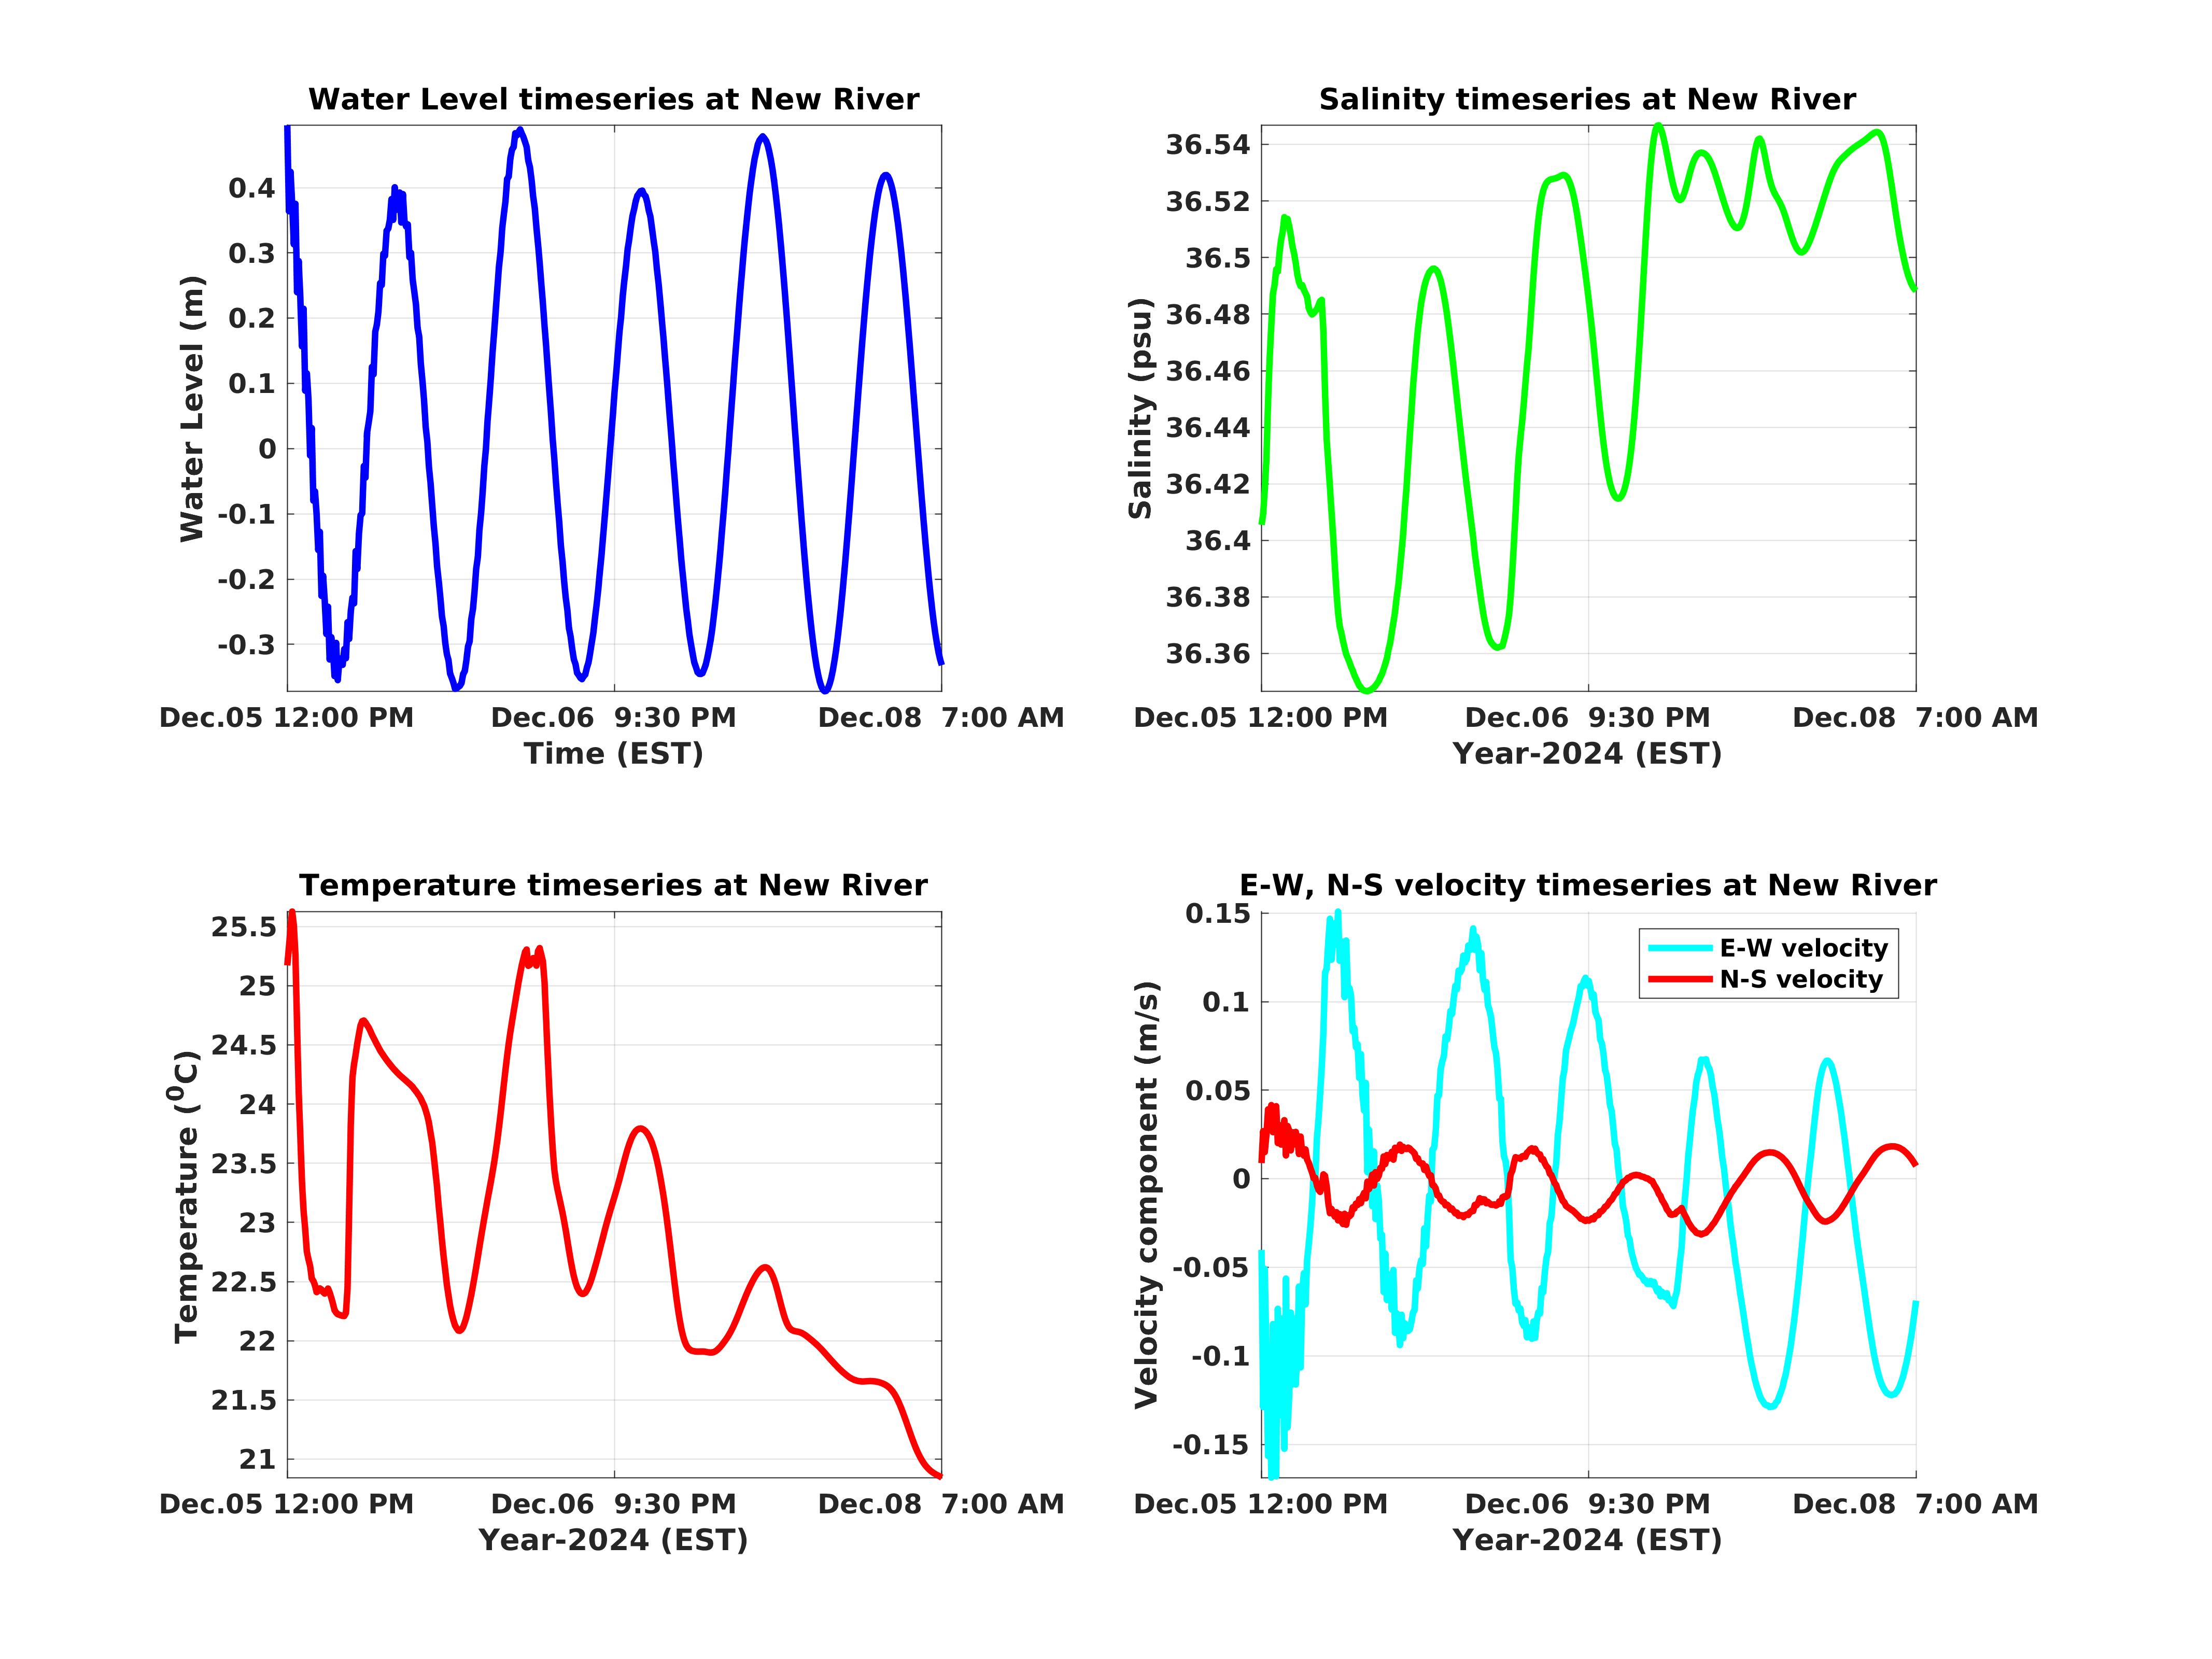 Water Level timeseries at New River
Water Level (m)
0.4
0.3
0.2
0.1
0
-0.1
-0.2
-0.3
Dec.05 12:00 PM Dec.06 9:30 PM Dec.08 7:00 AM
Time (EST)
Salinity timeseries at New River
Salinity (psu)
36.54
36.52
36.5
36.48
36.46
36.44
36.42
36.4
36.38
36.36
Dec.05 12:00 PM Dec.06 9:30 PM Dec.08 7:00 AM
Year-2024 (EST)
Temperature timeseries at New River
Temperature (⁰C)
25.5
25
24.5
24
23.5
23
22.5
22
21.5
21
Dec.05 12:00 PM Dec.06 9:30 PM Dec.08 7:00 AM
Year-2024 (EST)
E-W, N-S velocity timeseries at New River
Velocity component (m/s)
0.15
0.1
0.05
0
-0.05
-0.1
-0.15
E-W velocity
N-S velocity
Dec.05 12:00 PM Dec.06 9:30 PM Dec.08 7:00 AM
Year-2024 (EST)